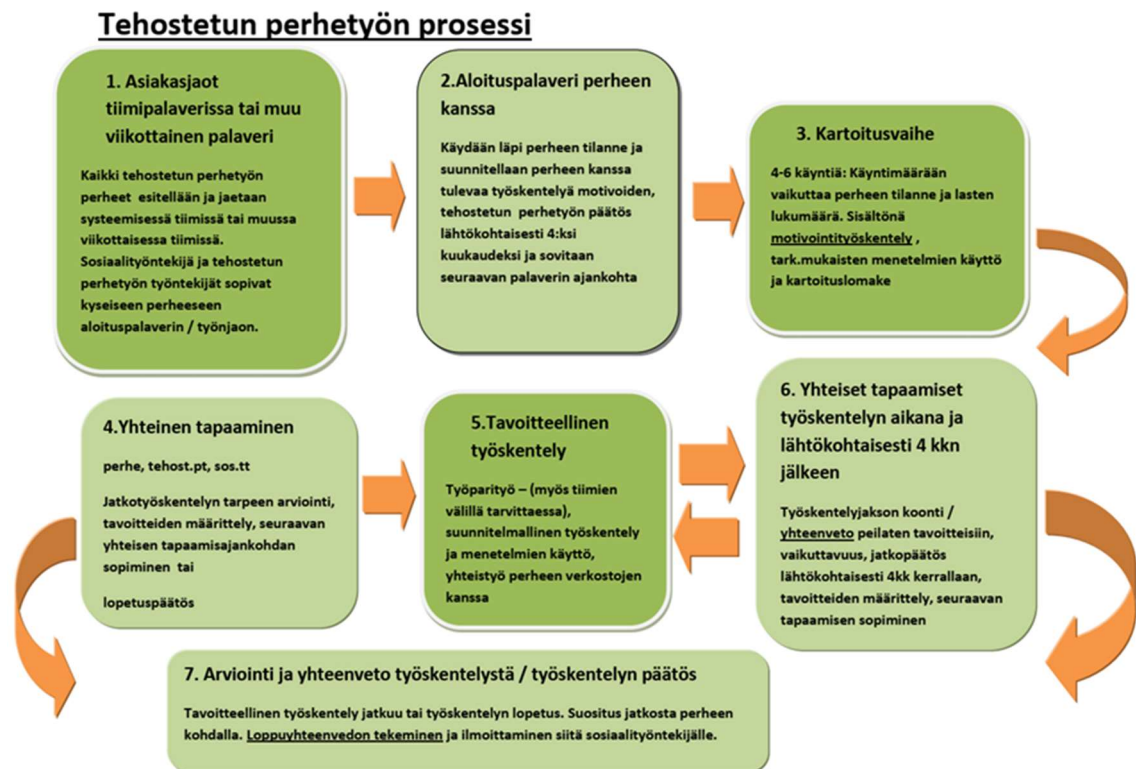 Tehostetun perhetyön prosessi
1. Asiakasjaot
tiimipalaverissa tai muu
viikottainen palaveri
Kaikki tehostetun perhetyön
perheet esitellään ja jaetaan
systeemisessä tiimissä tai muussa
viikottaisessa tiimissä.
Sosiaalityöntekijä ja tehostetun
perhetyön työntekijät sopivat
kyseiseen perheeseen
aloituspalaverin / työnjaon.
2.Aloituspalaveri perheen
kanssa
Käydään läpi perheen tilanne ja
suunnitellaan perheen kanssa
tulevaa työskentelyä motivoiden,
tehostetun perhetyön päätös
lähtökohtaisesti 4:ksi
kuukaudeksi ja sovitaan
seuraavan palaverin ajankohta
3. Kartoitusvaihe
4-6 käyntiä: Käyntimäärään
vaikuttaa perheen tilanne ja lasten
lukumäärä. Sisältönä
motivointityöskentely ,
tark.mukaisten menetelmien käyttö
ja kartoituslomake
4.Yhteinen tapaaminen
perhe, tehost.pt, sos.tt
Jatkotyöskentelyn tarpeen arviointi,
tavoitteiden määrittely, seuraavan
yhteisen tapaamisajankohdan
sopiminen tai
lopetuspäätös
5.Tavoitteellinen
työskentely
Työparityö – (myös tiimien
välillä tarvittaessa),
suunnitelmallinen työskentely
ja menetelmien käyttö,
yhteistyö perheen verkostojen
kanssa
6. Yhteiset tapaamiset
työskentelyn aikana ja
lähtökohtaisesti 4 kkn
jälkeen
Työskentelyjakson koonti /
yhteenveto peilaten tavoitteisiin,
vaikuttavuus, jatkopäätös
lähtökohtaisesti 4kk kerrallaan,
tavoitteiden määrittely, seuraavan
tapaamisen sopiminen
7. Arviointi ja yhteenveto työskentelystä / työskentelyn päätös
Tavoitteellinen työskentely jatkuu tai työskentelyn lopetus. Suositus jatkosta perheen
kohdalla. Loppuyhteenvedon tekeminen ja ilmoittaminen siitä sosiaalityöntekijälle.